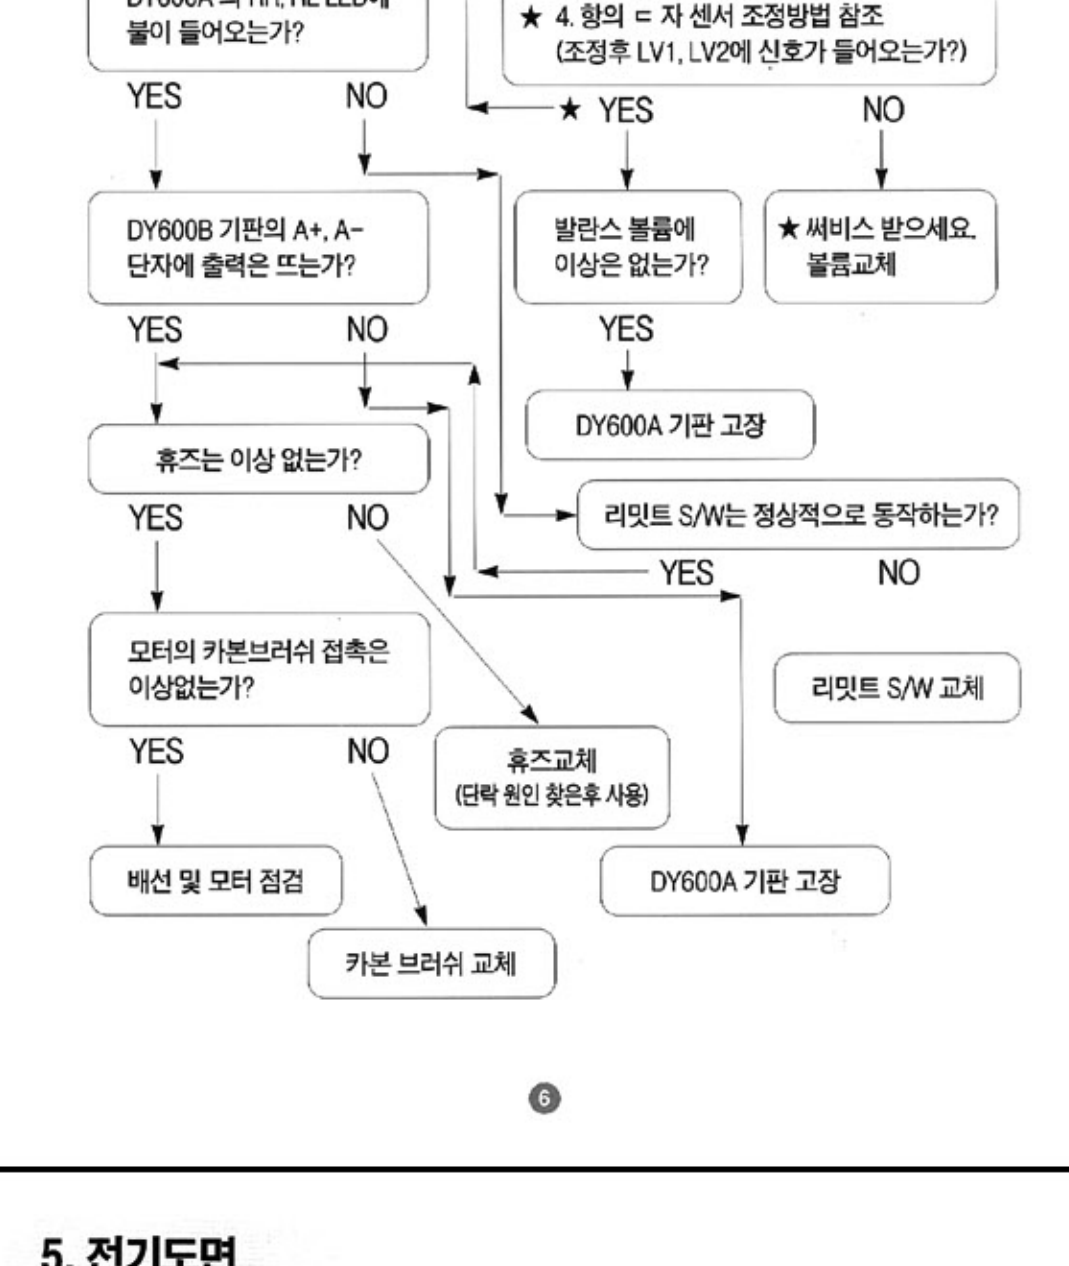 불이 들어오는가?
★ 4. 항의 ㄷ 자 센서 조정방법 참조
(조정후 LV1, LV2에 신호가 들어오는가?)
YES
NO
★ YES
NO
DY600B 기판의 A+, A-
단자에 출력은 뜨는가?
발란스 볼륨에
이상은 없는가?
★ 써비스 받으세요.
볼륨교체
YES
NO
YES
DY600A 기판 고장
휴즈는 이상 없는가?
리밋트 S/W는 정상적으로 동작하는가?
YES
NO
YES
NO
모터의 카본브러쉬 접촉은
이상없는가?
리밋트 S/W 교체
YES
NO
휴즈교체
(단락 원인 찾은후 사용)
배선 및 모터 점검
DY600A 기판 고장
카본 브러쉬 교체
6
5. 전기도면